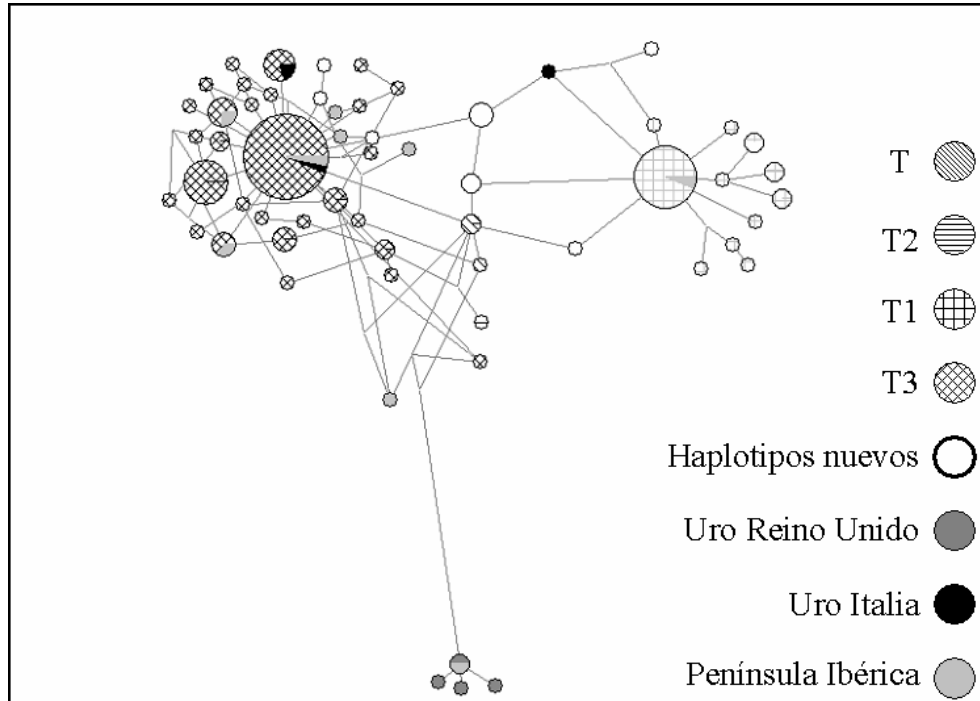 T
T2
T1
T3
Haplotipos nuevos
Uro Reino Unido
Uro Italia
Península Ibérica